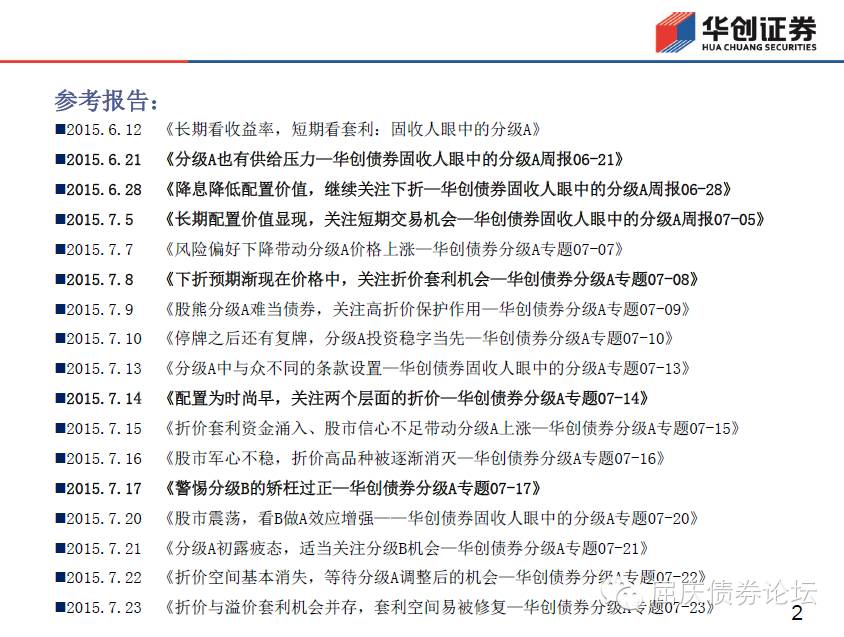 华创证券
HUA CHUANG SECURITIES
参考报告：
■2015.6.12 《长期看收益率，短期看套利：固收人眼中的分级A》
■2015.6.21 《分级A也有供给压力—华创债券固收人眼中的分级A周报06-21》
■2015.6.28 《降息降低配置价值，继续关注下折—华创债券固收人眼中的分级A周报06-28》
■2015.7.5 《长期配置价值显现，关注短期交易机会—华创债券固收人眼中的分级A周报07-05》
■2015.7.7 《风险偏好下降带动分级A价格上涨—华创债券分级A专题07-07》
■2015.7.8 《下折预期渐现在价格中，关注折价套利机会—华创债券分级A专题07-08》
■2015.7.9 《股熊分级A难当债券，关注高折价保护作用—华创债券分级A专题07-09》
■2015.7.10 《停牌之后还有复牌，分级A投资稳字当先—华创债券分级A专题07-10》
■2015.7.13 《分级A中与众不同的条款设置—华创债券固收人眼中的分级A专题07-13》
■2015.7.14 《配置为时尚早，关注两个层面的折价—华创债券分级A专题07-14》
■2015.7.15 《折价套利资金涌入、股市信心不足带动分级A上涨—华创债券分级A专题07-15》
■2015.7.16 《股市军心不稳，折价高品种被逐渐消灭—华创债券分级A专题07-16》
■2015.7.17 《警惕分级B的矫枉过正—华创债券分级A专题07-17》
■2015.7.20 《股市震荡，看B做A效应增强——华创债券固收人眼中的分级A专题07-20》
■2015.7.21 《分级A初露疲态，适当关注分级B机会—华创债券分级A专题07-21》
■2015.7.22 《折价空间基本消失，等待分级A调整后的机会—华创债券分级A专题07-22》
■2015.7.23 《折价与溢价套利机会并存，套利空间易被修复—华创债券分级A专题07-23》
屈庆债券论坛
2